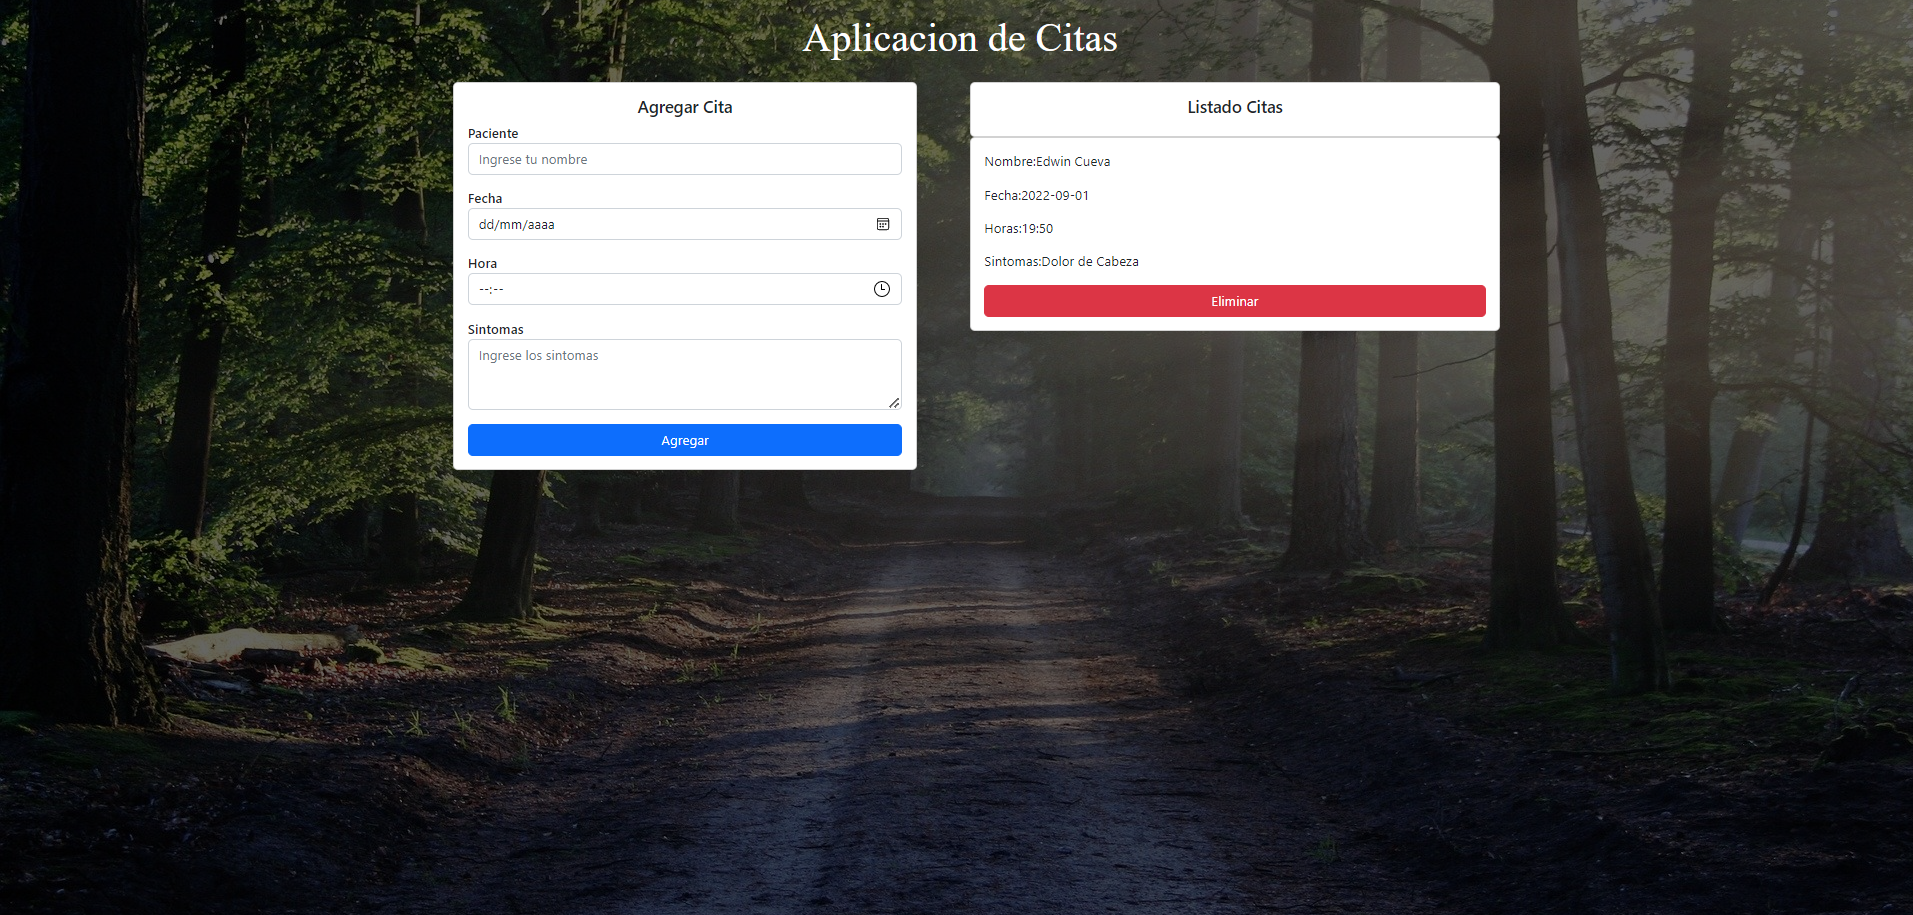 Aplicacion de Citas
Agregar Cita
Paciente
Ingrese tu nombre
Fecha
dd/mm/aaaa
Hora
--:--
Sintomas
Ingrese los sintomas
Agregar
Listado Citas
Nombre:Edwin Cueva
Fecha:2022-09-01
Horas:19:50
Sintomas:Dolor de Cabeza
Eliminar